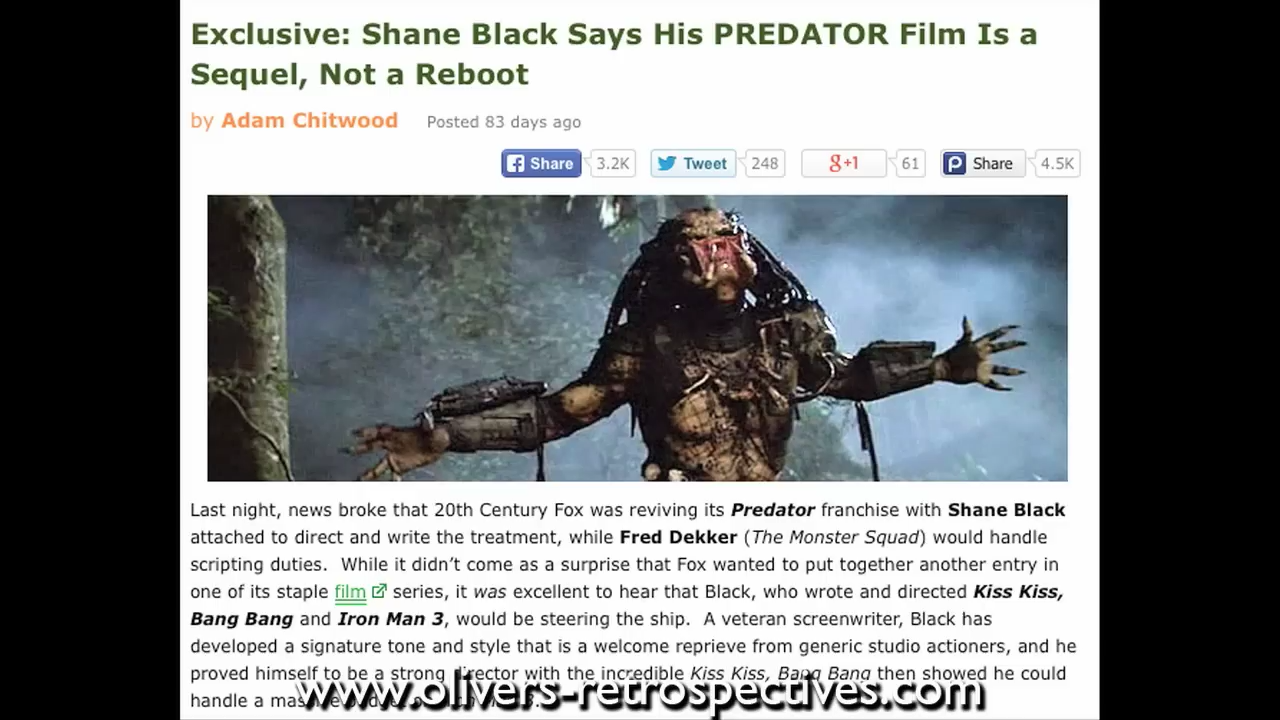 Exclusive: Shane Black Says His PREDATOR Film Is a
Sequel, Not a Reboot
by Adam Chitwood Posted 83 days ago
Share 3.2K Tweet 248 g+1 61 Share 4.5K
Last night, news broke that 20th Century Fox was reviving its Predator franchise with Shane Black
attached to direct and write the treatment, while Fred Dekker (The Monster Squad) would handle
scripting duties. While it didn't come as a surprise that Fox wanted to put together another entry in
one of its staple film series, it was excellent to hear that Black, who wrote and directed Kiss Kiss,
Bang Bang and Iron Man 3, would be steering the ship. A veteran screenwriter, Black has
developed a signature tone and style that is a welcome reprieve from generic studio actioners, and he
proved himself to be a strong director with the incredible Kiss Kiss, Bang Bang then showed he could
handle a
www.olivers-retrospectives.com